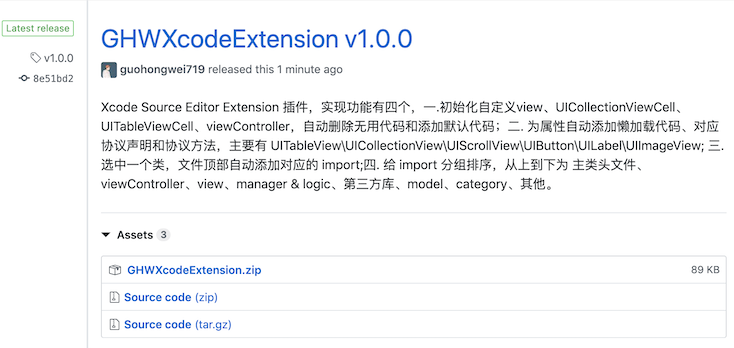 Latest release
v1.0.0
8e51bd2
GHWXcodeExtension v1.0.0
guohongwei719 released this 1 minute ago
Xcode Source Editor Extension 插件，实现功能有四个，一.初始化自定义view、UICollectionViewCell、
UITableViewCell、viewController，自动删除无用代码和添加默认代码；二. 为属性自动添加懒加载代码、对应
协议声明和协议方法，主要有 UITableView\UICollectionView\UIScrollView\UIButton\UILabel\UIImageView; 三.
选中一个类，文件顶部自动添加对应的 import;四. 给 import 分组排序，从上到下为 主类头文件、
viewController、view、manager & logic、第三方库、model、category、其他。
Assets 3
GHWXcodeExtension.zip 89 KB
Source code (zip)
Source code (tar.gz)